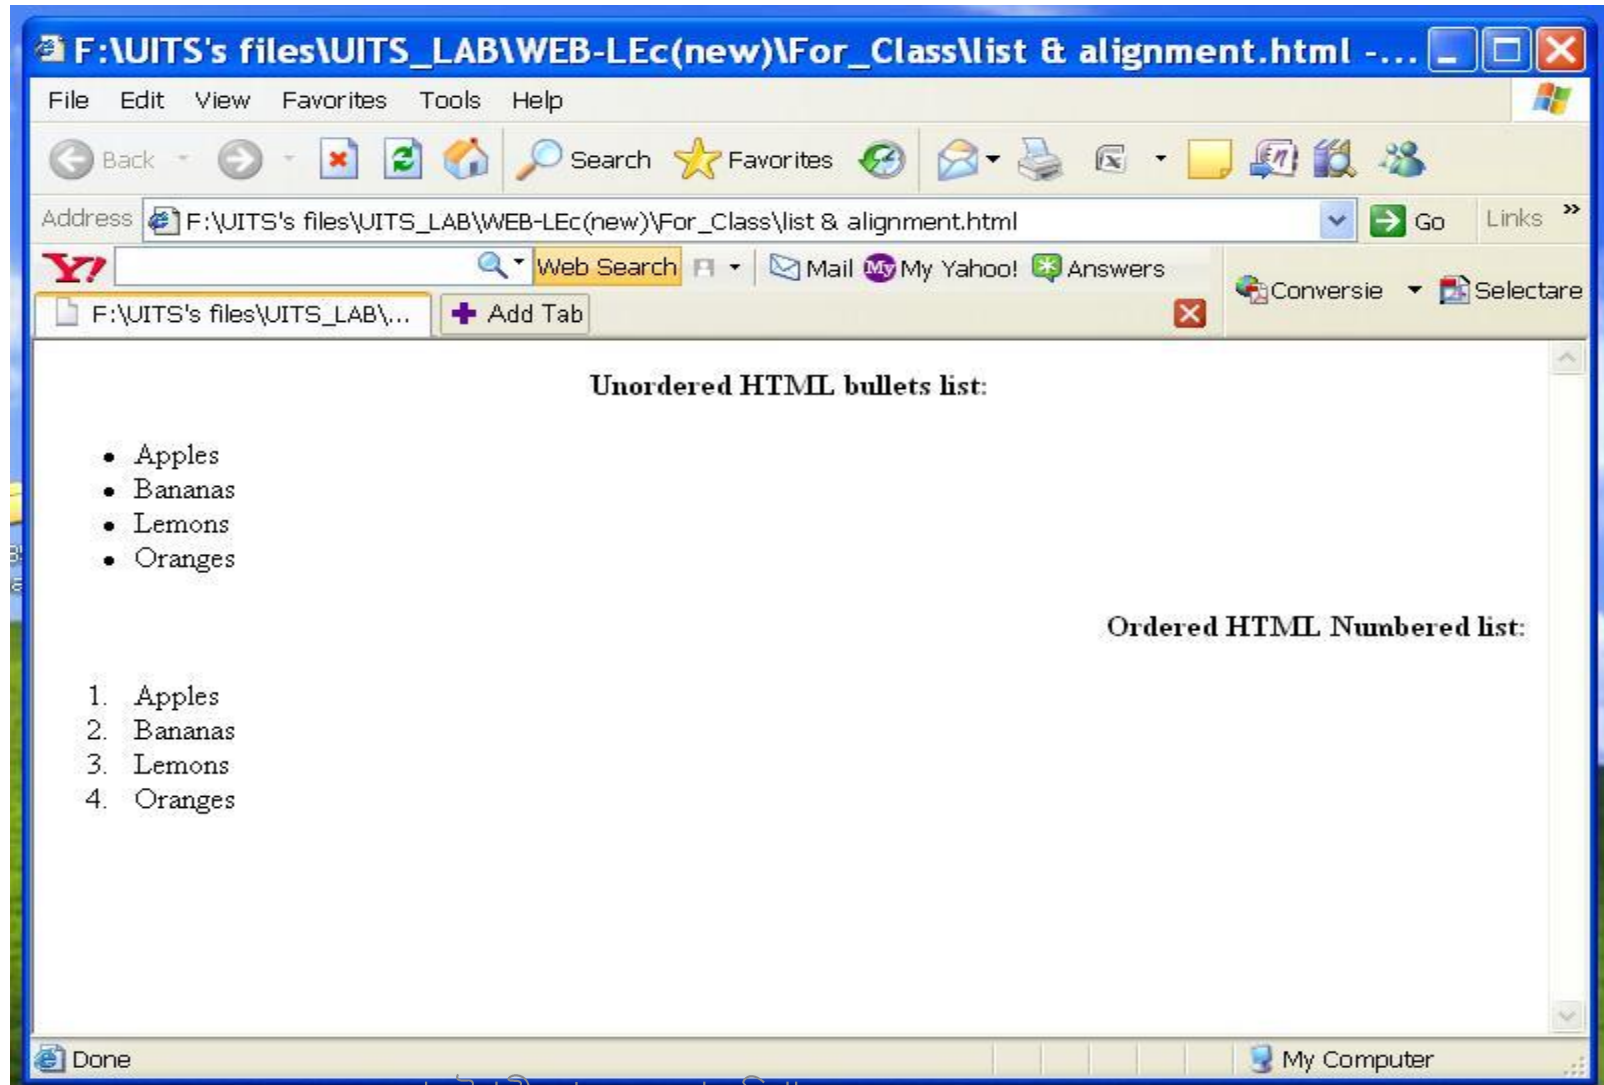 F:\UITS's files\UITS_LAB\WEB-LEc(new)\For_Class\list & alignment.html -...
File Edit View Favorites Tools Help
Back Search Favorites
Address F:\UITS's files\UITS_LAB\WEB-LEc(new)\For_Class\list & alignment.html Go Links »
Y! Web Search Mail My My Yahoo! Answers
Conversie Selectare
F:\UITS's files\UITS_LAB\... Add Tab
Unordered HTML bullets list:
• Apples
• Bananas
• Lemons
• Oranges
Ordered HTML Numbered list:
1. Apples
2. Bananas
3. Lemons
4. Oranges
Done My Computer